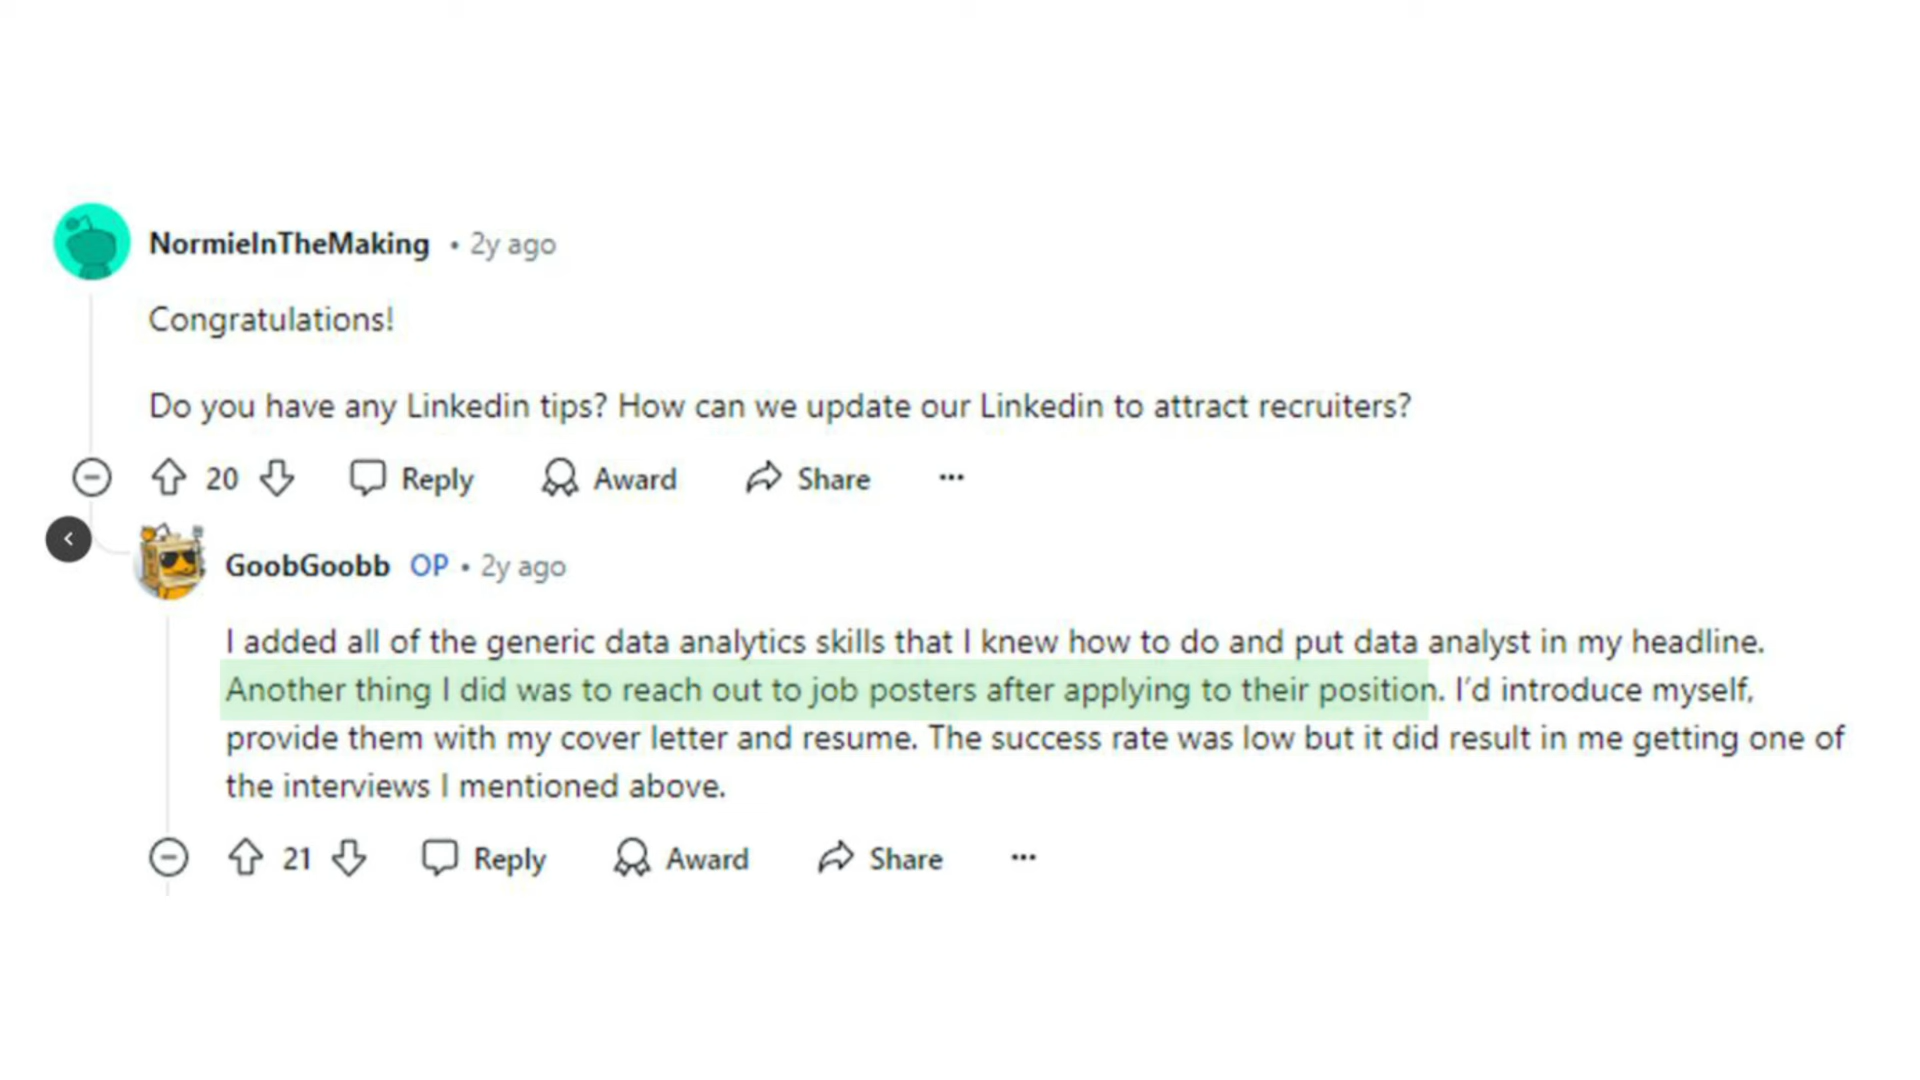 NormieInTheMaking • 2y ago
Congratulations!
Do you have any Linkedin tips? How can we update our Linkedin to attract recruiters?
20 Reply Award Share ...
GoobGoobb OP • 2y ago
I added all of the generic data analytics skills that I knew how to do and put data analyst in my headline.
Another thing I did was to reach out to job posters after applying to their position. I’d introduce myself,
provide them with my cover letter and resume. The success rate was low but it did result in me getting one of
the interviews I mentioned above.
21 Reply Award Share ...